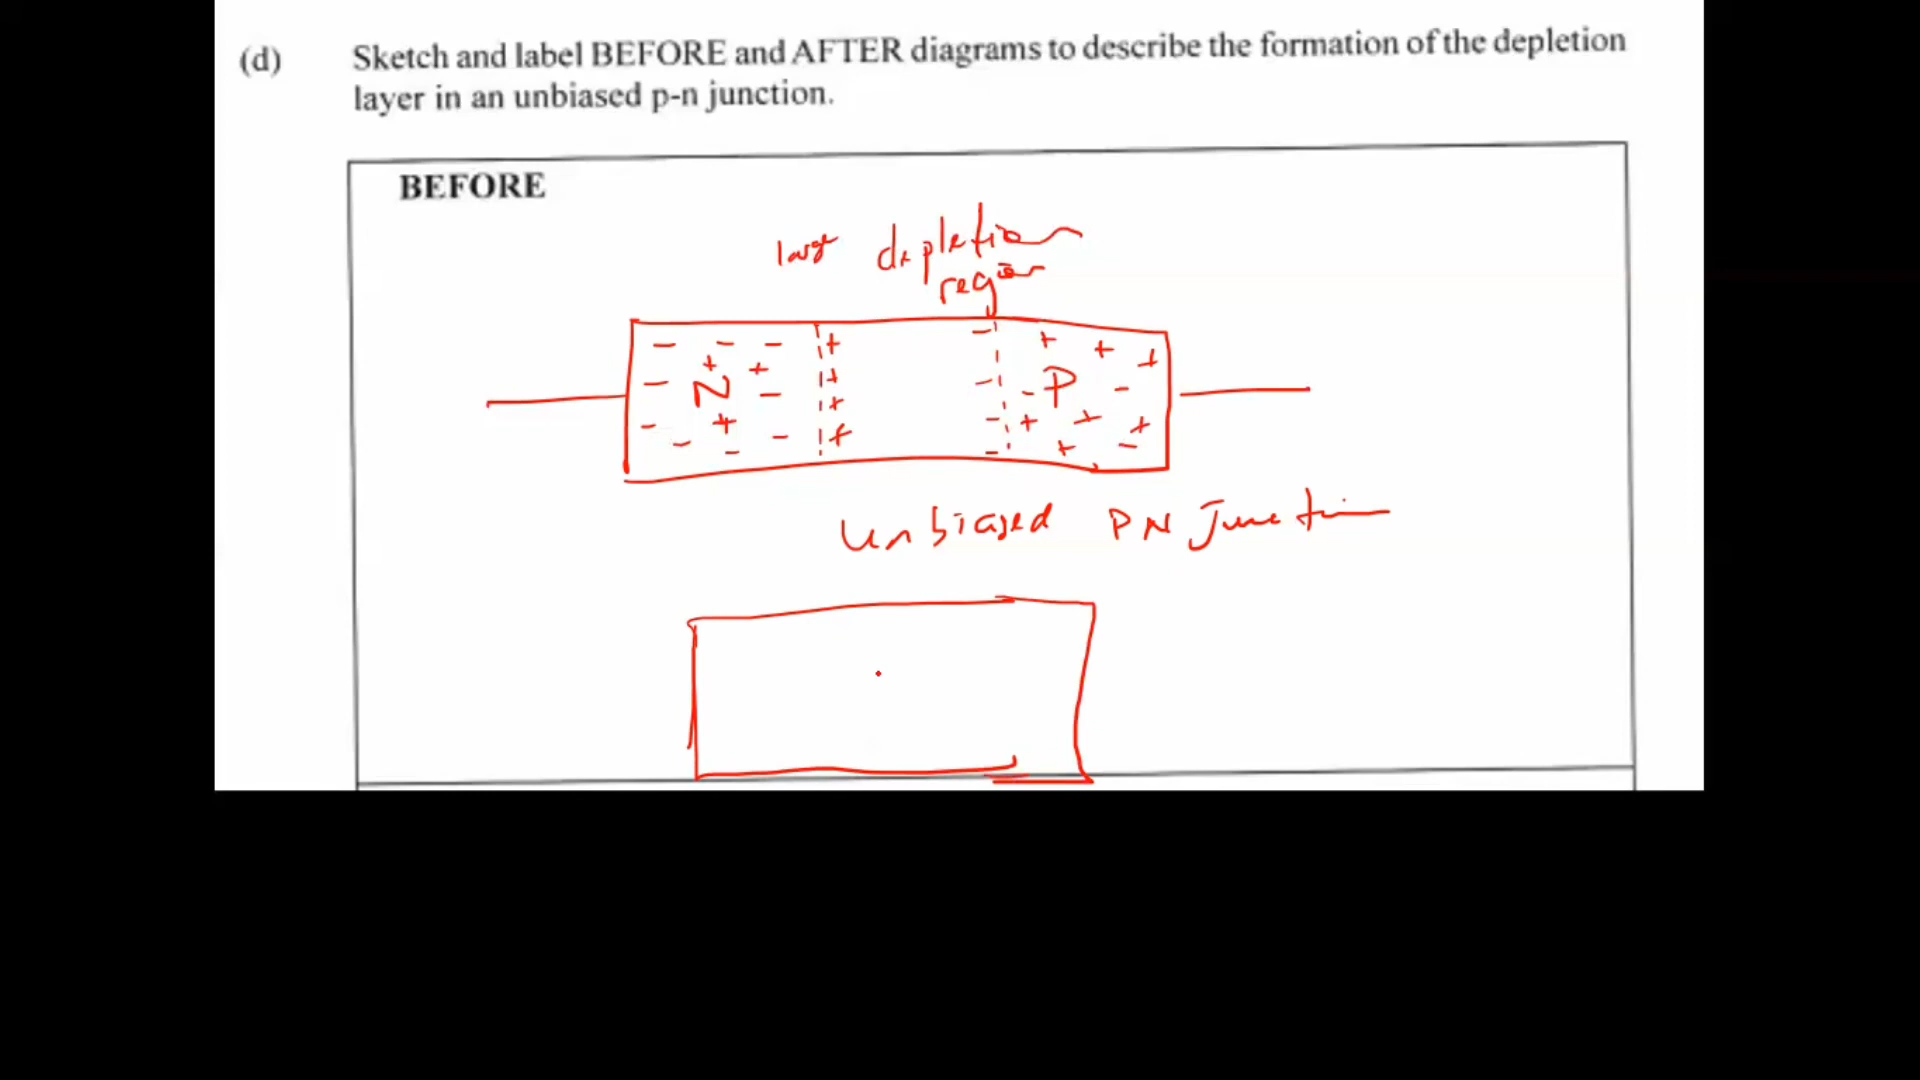 (d) Sketch and label BEFORE and AFTER diagrams to describe the formation of the depletion
layer in an unbiased p-n junction.
BEFORE
large depletion
region
- - - + - + + +
+ +
- N - + - - P -
+
- + - + + +
- - - + - + -
-
unbiased PN Junction